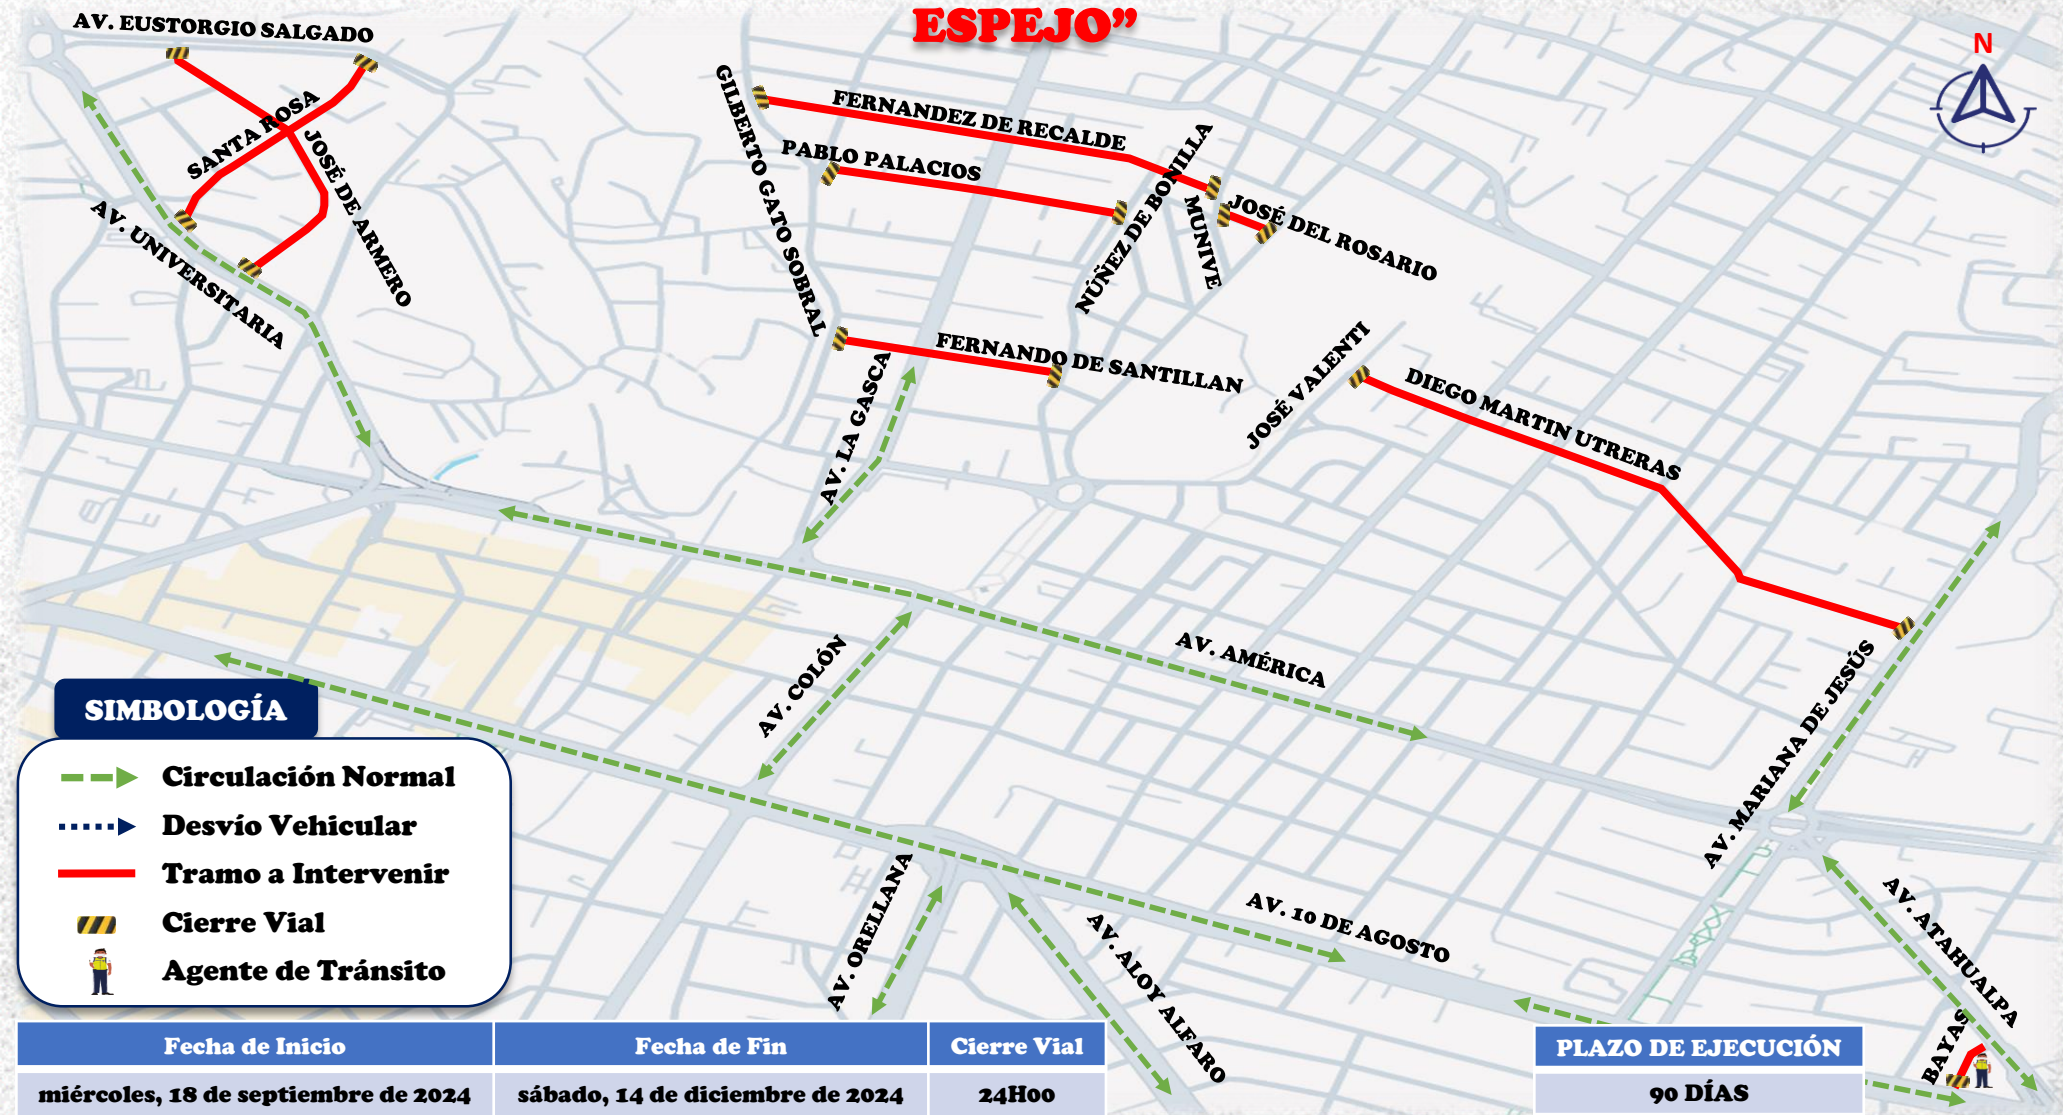 ESPEJO”
N
AV. EUSTORGIO SALGADO
SANTA ROSA
JOSÉ DE ARMERO
AV. UNIVERSITARIA
GILBERTO GATO SOBRAL
FERNANDEZ DE RECALDE
PABLO PALACIOS
NÚÑEZ DE BONILLA
MUNIVE
JOSÉ DEL ROSARIO
FERNANDO DE SANTILLAN
AV. LA GASCA
JOSÉ VALENTI
DIEGO MARTIN UTRERAS
AV. AMÉRICA
AV. COLÓN
AV. MARIANA DE JESÚS
AV. ORELLANA
AV. ALOY ALFARO
AV. 10 DE AGOSTO
AV. ATAHUALPA
BAYAS
SIMBOLOGÍA
Circulación Normal
Desvío Vehicular
Tramo a Intervenir
Cierre Vial
Agente de Tránsito
Fecha de Inicio
Fecha de Fin
Cierre Vial
miércoles, 18 de septiembre de 2024
sábado, 14 de diciembre de 2024
24H00
PLAZO DE EJECUCIÓN
90 DÍAS